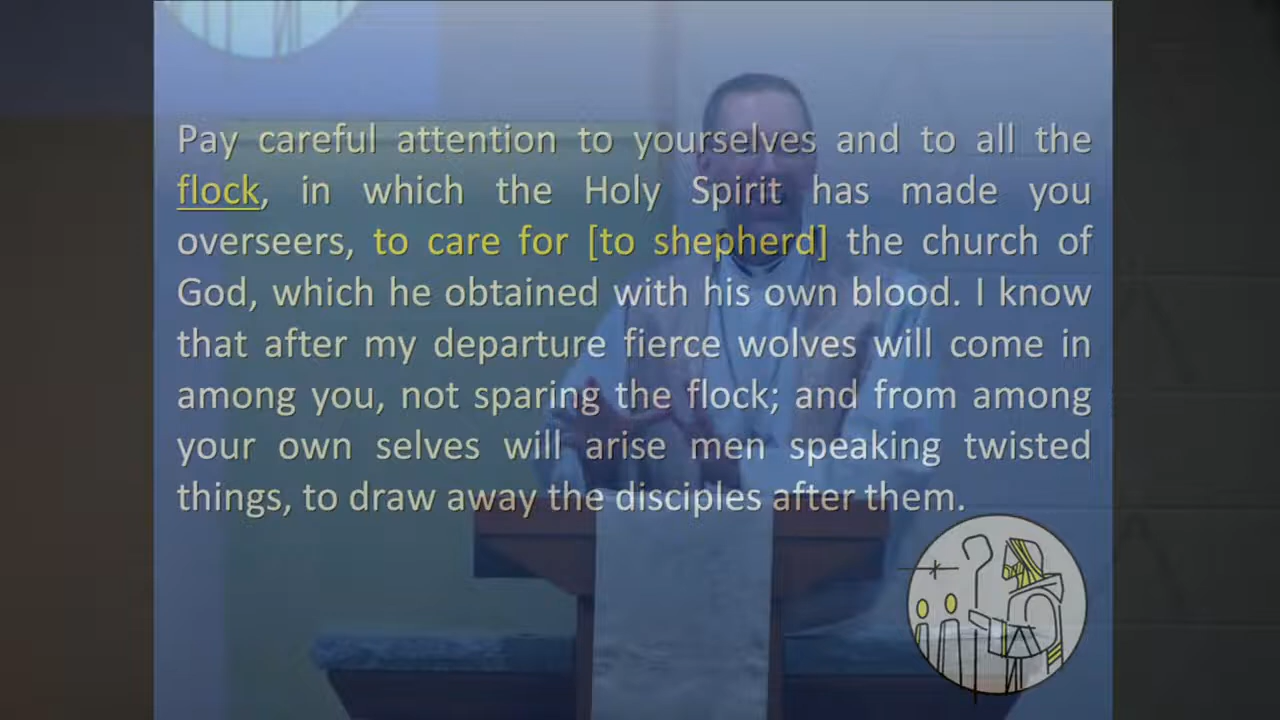 Pay careful attention to yourselves and to all the
flock, in which the Holy Spirit has made you
overseers, to care for [to shepherd] the church of
God, which he obtained with his own blood. I know
that after my departure fierce wolves will come in
among you, not sparing the flock; and from among
your own selves will arise men speaking twisted
things, to draw away the disciples after them.